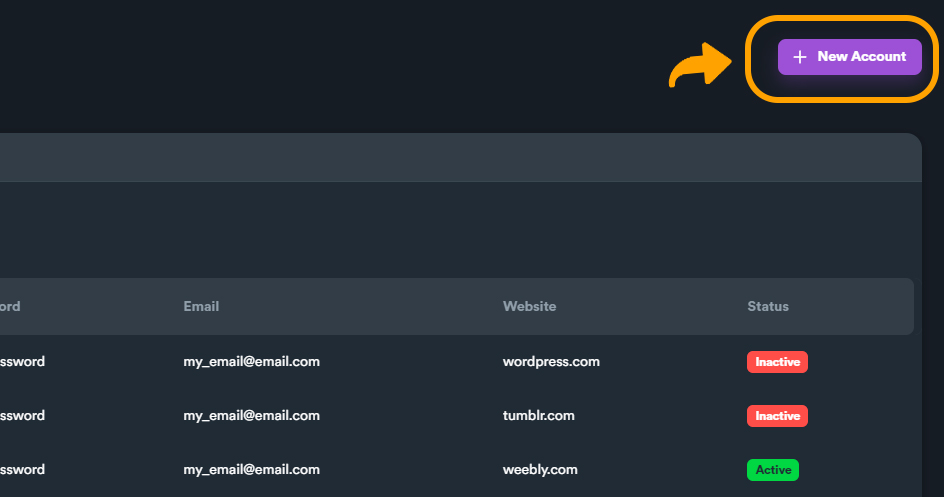 New Account
ord Email Website Status
ssword my_email@email.com wordpress.com Inactive
ssword my_email@email.com tumblr.com Inactive
ssword my_email@email.com weebly.com Active